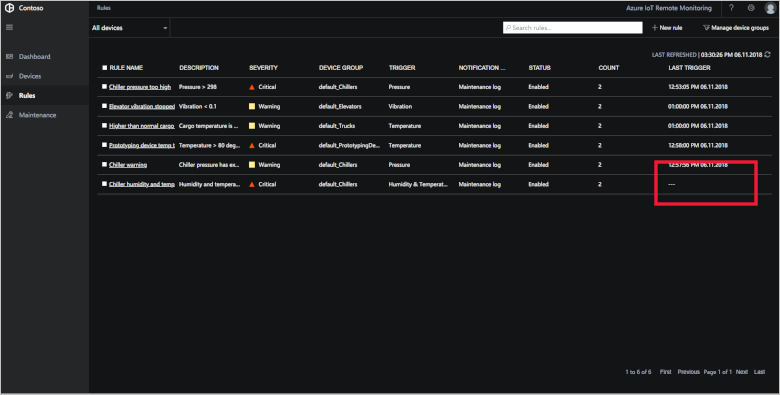 Contoso
Rules
Azure IoT Remote Monitoring
?
All devices
Search rules...
+ New rule
Manage device groups
LAST REFRESHED | 03:30:26 PM 06.11.2018
Dashboard
Devices
Rules
Maintenance
RULE NAME DESCRIPTION SEVERITY DEVICE GROUP TRIGGER NOTIFICATION ... STATUS COUNT LAST TRIGGER
Chiller pressure too high Pressure > 298 Critical default_Chillers Pressure Maintenance log Enabled 2 12:53:05 PM 06.11.2018
Elevator vibration stopped Vibration < 0.1 Warning default_Elevators Vibration Maintenance log Enabled 2 01:00:00 PM 06.11.2018
Higher than normal cargo Cargo temperature is ... Warning default_Trucks Temperature Maintenance log Enabled 2 01:00:00 PM 06.11.2018
Prototyping device temp t Temperature > 80 deg... Critical default_PrototypingDe... Temperature Maintenance log Enabled 2 12:58:00 PM 06.11.2018
Chiller warning Chiller pressure has ex... Warning default_Chillers Pressure Maintenance log Enabled 2 12:57:56 PM 06.11.2018
Chiller humidity and temp Humidity and tempera... Critical default_Chillers Humidity & Temperat... Maintenance log Enabled 2 ---
1 to 6 of 6 First Previous Page 1 of 1 Next Last